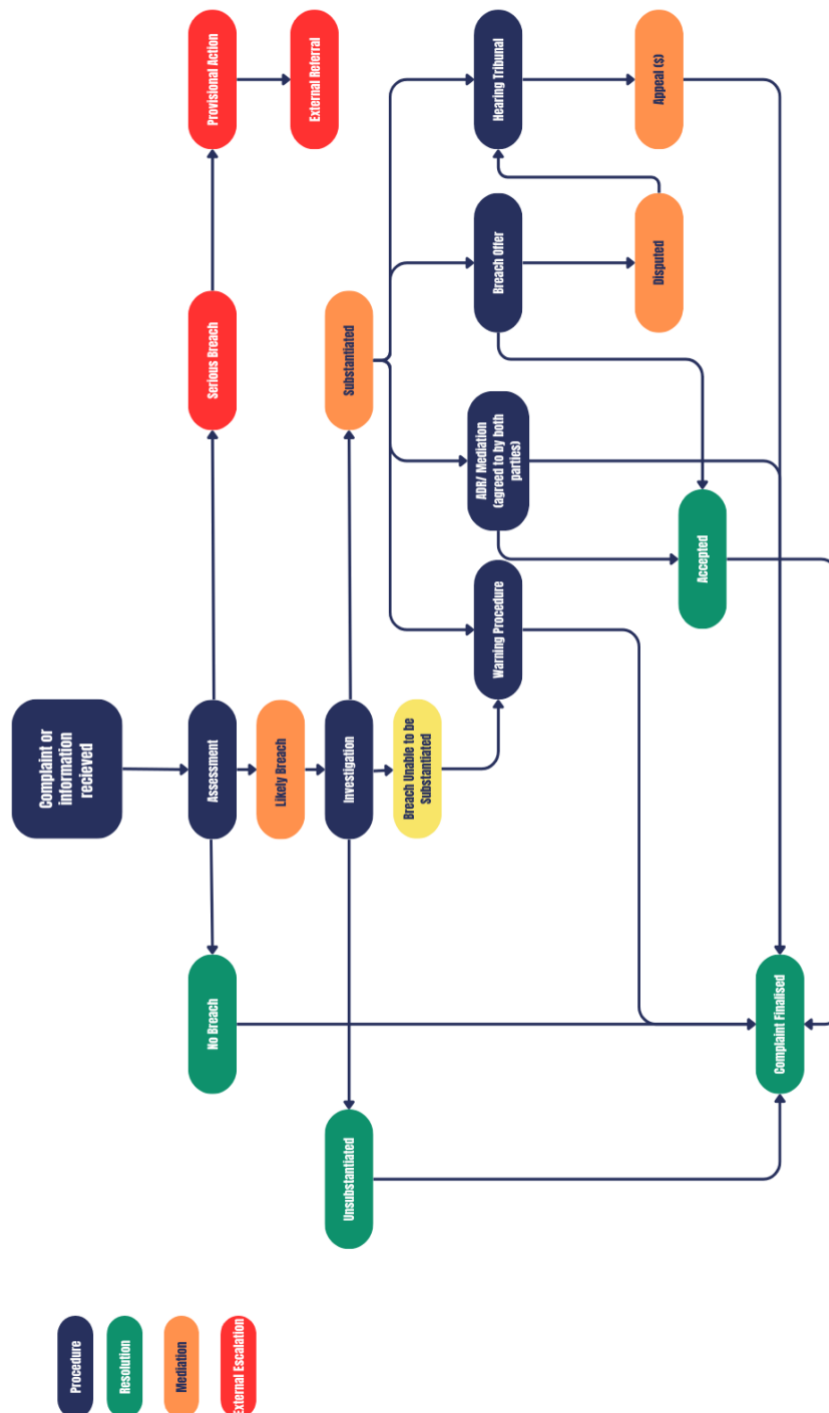 Complaint or
information
recieved
No Breach
Assessment
Serious Breach
Provisional Action
Likely Breach
External Referral
Unsubstantiated
Investigation
Substantiated
Breach Unable to be
Substantiated
Warning Procedure
ADR/ Mediation
(agreed to by both
parties)
Breach Offer
Hearing Tribunal
Disputed
Appeal ($)
Accepted
Complaint Finalised
Procedure
Resolution
Mediation
External Escalation